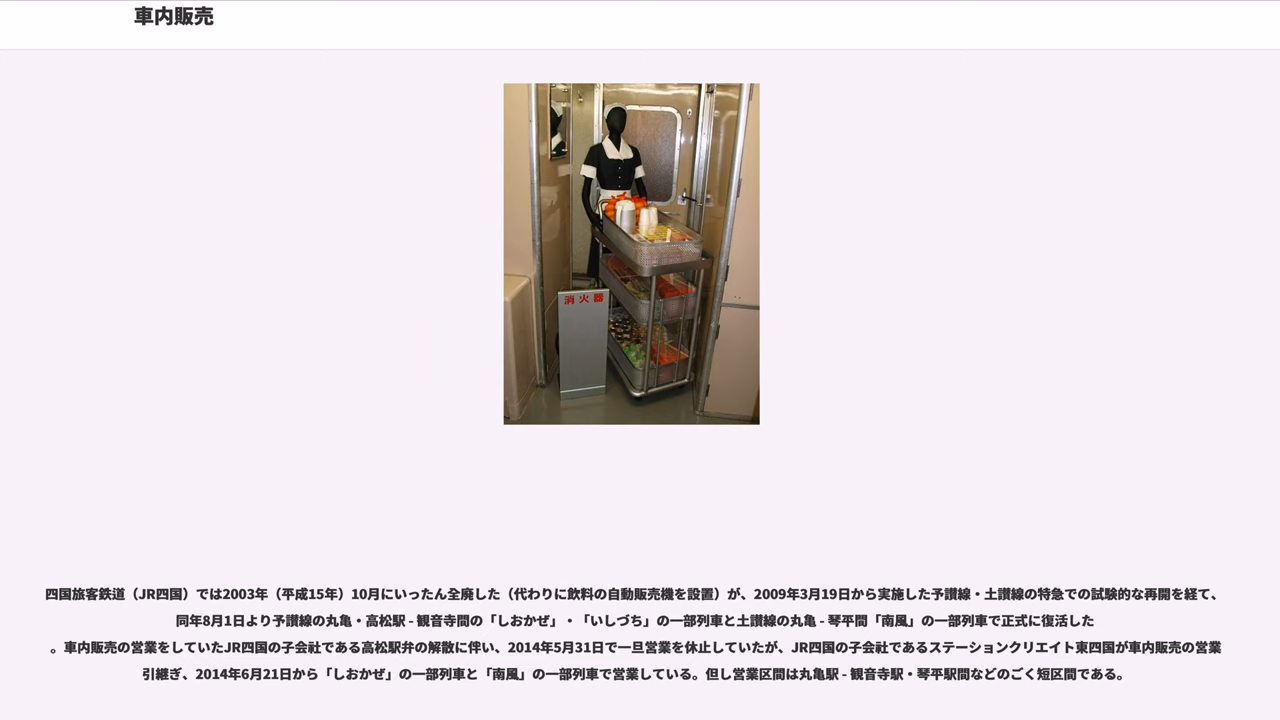 車内販売
消火器
四国旅客鉄道（JR四国）では2003年（平成15年）10月にいったん全廃した（代わりに飲料の自動販売機を設置）が、2009年3月19日から実施した予讃線・土讃線の特急での試験的な再開を経て、
同年8月1日より予讃線の丸亀・高松駅 - 観音寺間の「しおかぜ」・「いしづち」の一部列車と土讃線の丸亀 - 琴平間「南風」の一部列車で正式に復活した
。車内販売の営業をしていたJR四国の子会社である高松駅弁の解散に伴い、2014年5月31日で一旦営業を休止していたが、JR四国の子会社であるステーションクリエイト東四国が車内販売の営業
引継ぎ、2014年6月21日から「しおかぜ」の一部列車と「南風」の一部列車で営業している。但し営業区間は丸亀駅 - 観音寺駅・琴平駅間などのごく短区間である。